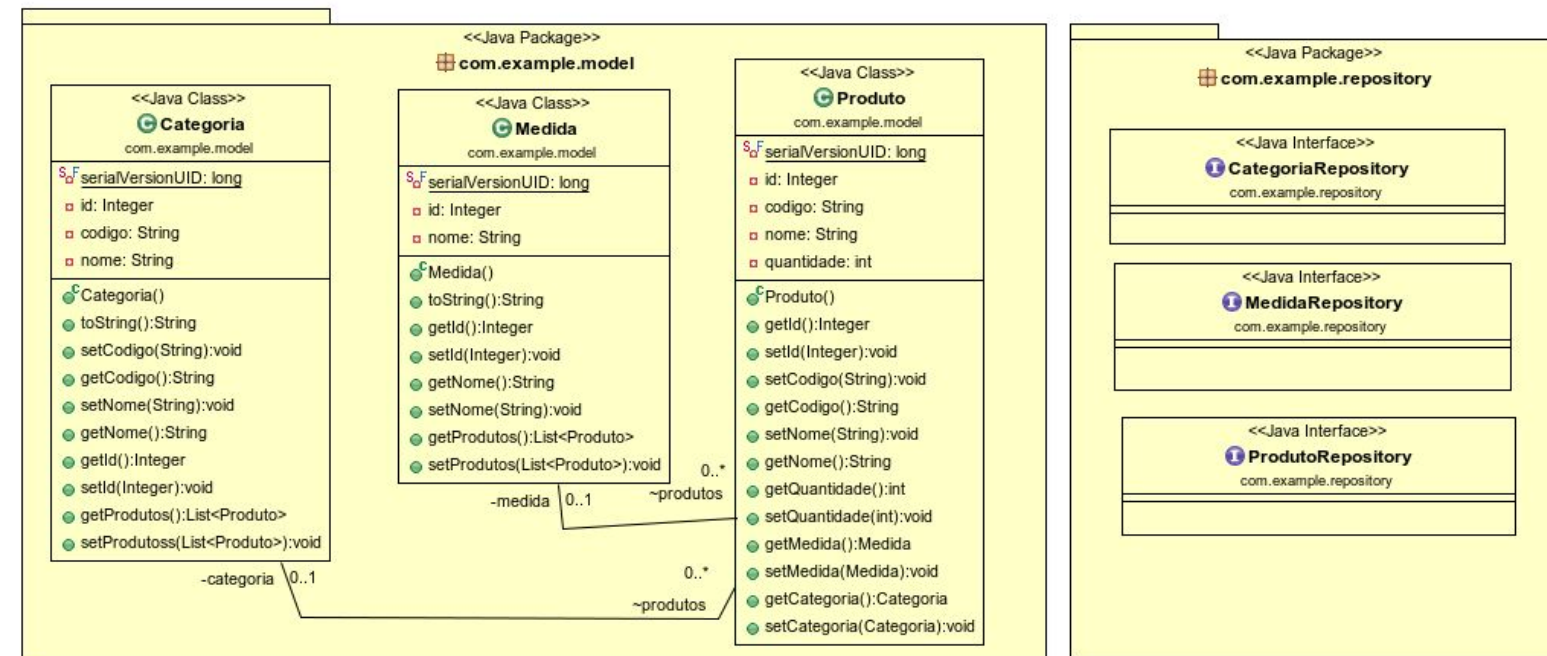 <<Java Package>>
com.example.model
<<Java Class>>
Categoria
com.example.model
serialVersionUID: long
id: Integer
codigo: String
nome: String
Categoria()
toString():String
setCodigo(String):void
getCodigo():String
setNome(String):void
getNome():String
getId():Integer
setId(Integer):void
getProdutos():List<Produto>
setProdutoss(List<Produto>):void
<<Java Class>>
Medida
com.example.model
serialVersionUID: long
id: Integer
nome: String
Medida()
toString():String
getId():Integer
setId(Integer):void
getNome():String
setNome(String):void
getProdutos():List<Produto>
setProdutos(List<Produto>):void
<<Java Class>>
Produto
com.example.model
serialVersionUID: long
id: Integer
codigo: String
nome: String
quantidade: int
Produto()
getId():Integer
setId(Integer):void
setCodigo(String):void
getCodigo():String
setNome(String):void
getNome():String
getQuantidade():int
setQuantidade(int):void
getMedida():Medida
setMedida(Medida):void
getCategoria():Categoria
setCategoria(Categoria):void
-medida 0..1
0..*
~produtos
-categoria 0..1
0..*
~produtos
<<Java Package>>
com.example.repository
<<Java Interface>>
CategoriaRepository
com.example.repository
<<Java Interface>>
MedidaRepository
com.example.repository
<<Java Interface>>
ProdutoRepository
com.example.repository